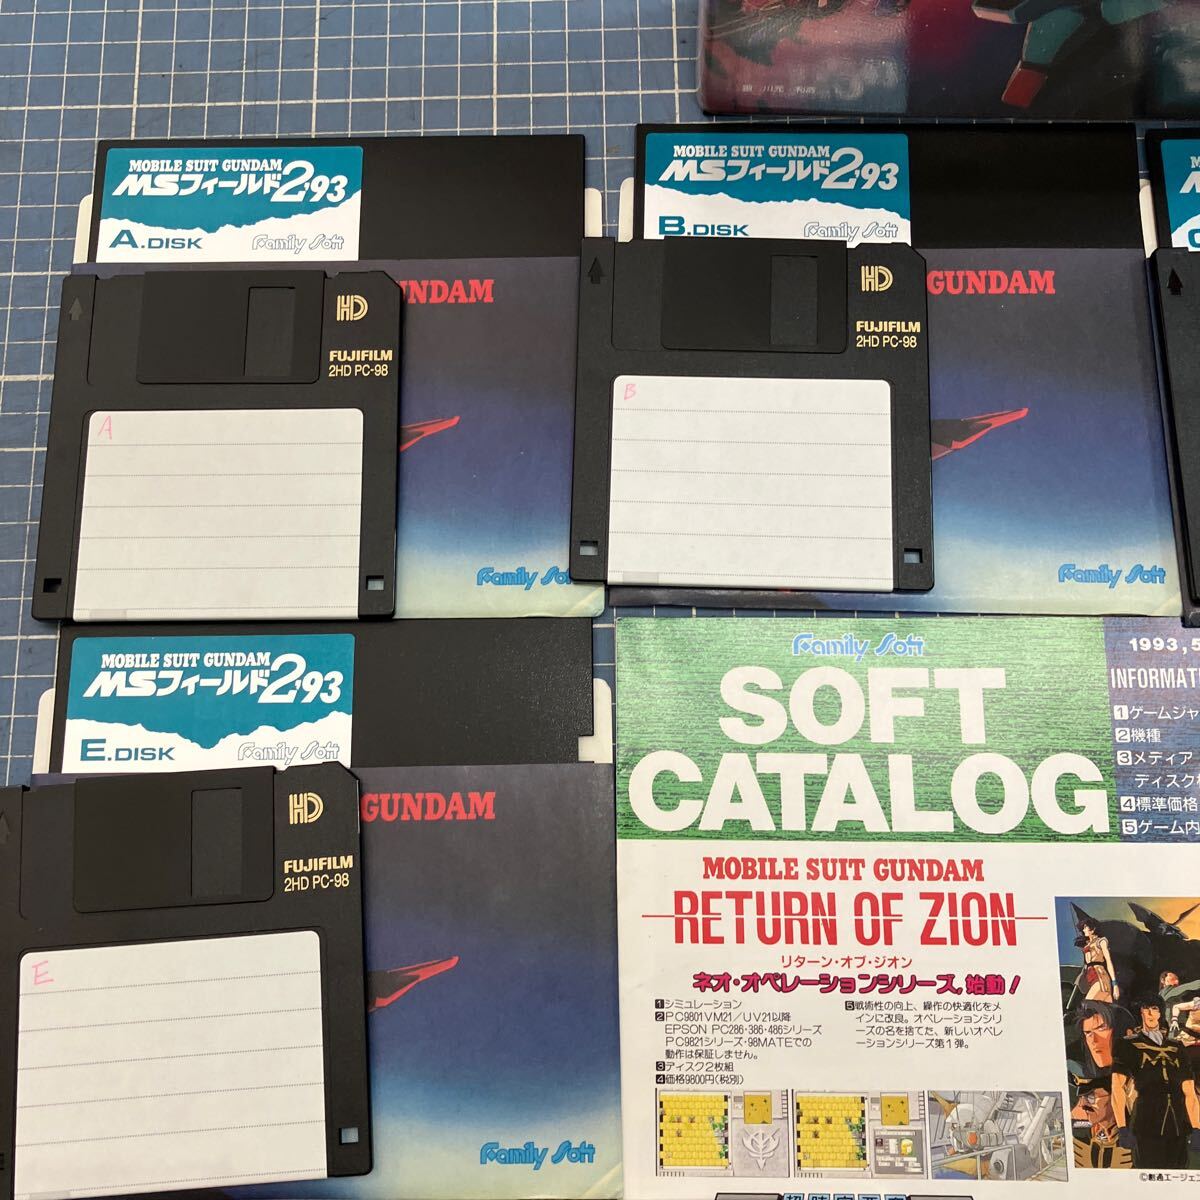 MOBILE SUIT GUNDAM
MSフィールド2,93
A.DISK
Family Soft
HD
FUJIFILM
2HD PC-98
A
NDAM
Family So
MOBILE SUIT GUNDAM
MSフィールド2,93
B.DISK
HD
FUJIFILM
2HD PC-98
B
GUNDAM
Family Soft
MOBILE SUIT GUNDAM
MSフィールド2,93
E.DISK
Family Soft
HD
FUJIFILM
2HD PC-98
E
GUNDAM
Family Soft
Family Soft
SOFT
CATALOG
1993,5
INFORMAT
1ゲームジャ
2機種
3メディア
ディスク
4標準価格
5ゲーム内
MOBILE SUIT GUNDAM
RETURN OF ZION
リターン・オブ・ジオン
ネオ・オペレーションシリーズ,始動!
1シミュレーション
2PC9801VM21/UV21以降
EPSON PC286・386・486シリーズ
PC9821シリーズ・98MATEでの
動作は保証しません。
3ディスク2枚組
4価格9800円(税別)
5戦術性の向上、操作の快適化をメ
インに改良。オペレーションシリ
ーズの名を捨てた、新しいオペレ
ーションシリーズ第1弾。
©創通エージェン